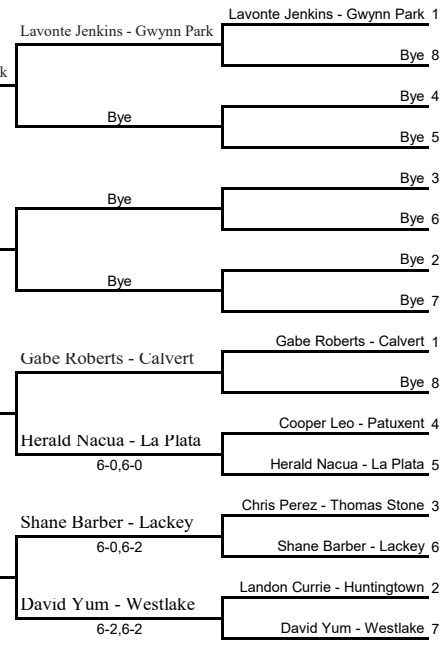 Lavonte Jenkins - Gwynn Park 1
Lavonte Jenkins - Gwynn Park
Bye 8
k
Bye 4
Bye
Bye 5
Bye 3
Bye
Bye 6
Bye 2
Bye
Bye 7
Gabe Roberts - Calvert 1
Gabe Roberts - Calvert
Bye 8
Cooper Leo - Patuxent 4
Herald Nacua - La Plata
6-0,6-0
Herald Nacua - La Plata 5
Chris Perez - Thomas Stone 3
Shane Barber - Lackey
6-0,6-2
Shane Barber - Lackey 6
Landon Currie - Huntingtown 2
David Yum - Westlake
6-2,6-2
David Yum - Westlake 7